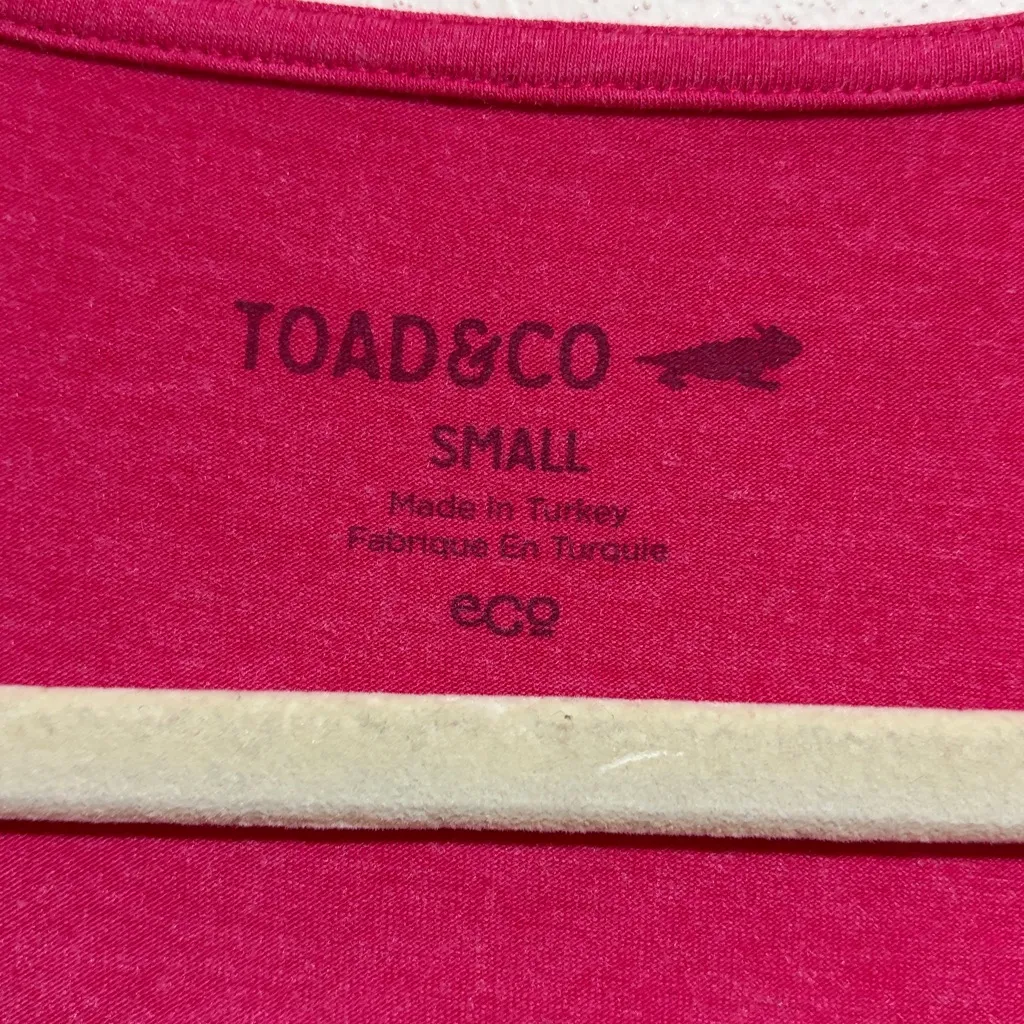 TOAD&CO
SMALL
Made In Turkey
Fabrique En Turquie
eco